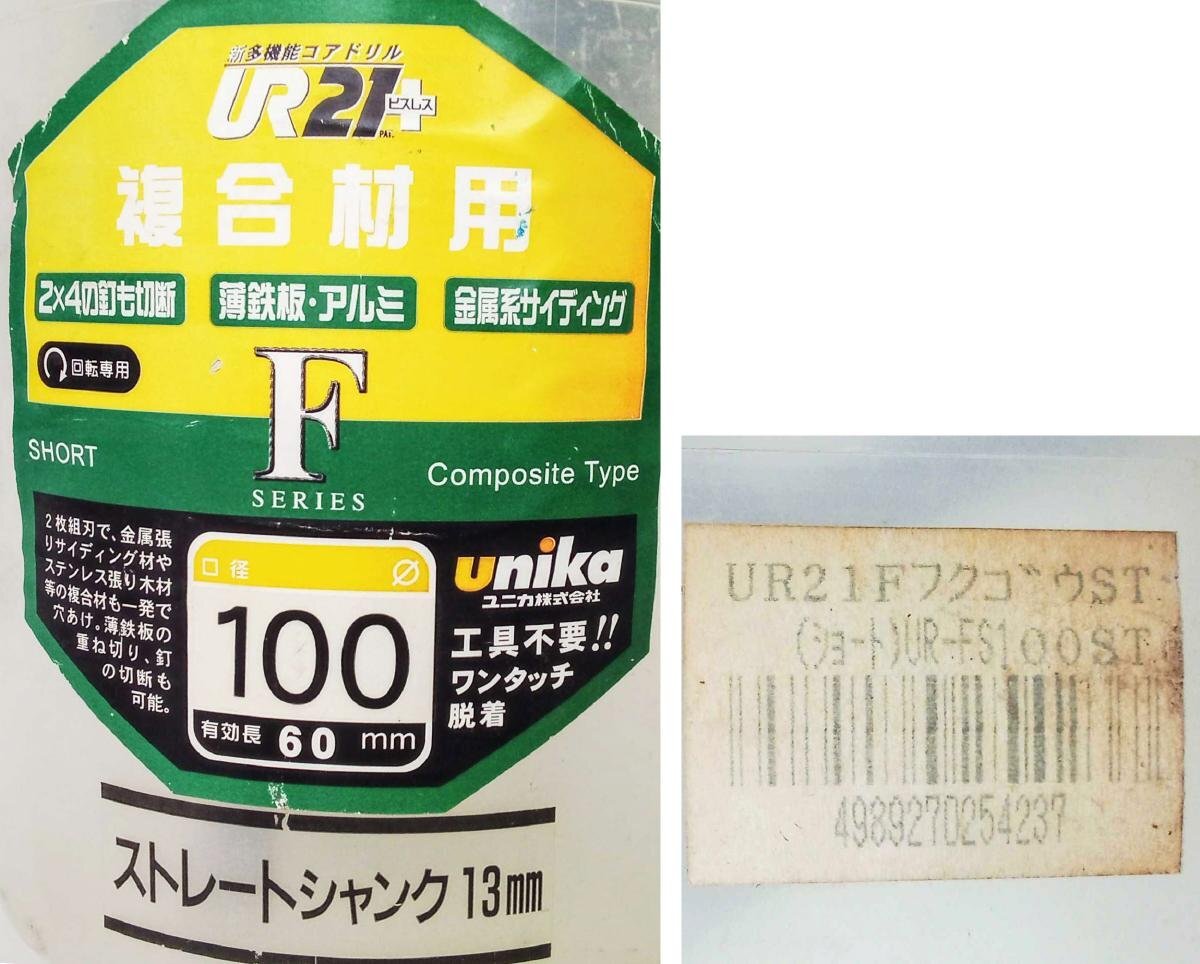 新多機能コアドリル
UR21+
ビスレス
PAt.
複合材用
2×4の釘も切断
薄鉄板・アルミ
金属系サイディング
回転専用
F
SERIES
SHORT
Composite Type
2枚組刃で、金属張
りサイディング材や
ステンレス張り木材
等の複合材も一発で
穴あけ。薄鉄板の
重ね切り、釘
の切断も
可能。
口径 ∅
100
有効長 60 mm
unika
ユニカ株式会社
工具不要!!
ワンタッチ
脱着
ストレートシャンク13mm
UR21Fフクゴウ ST
(ショート)UR-FS100ST
4989270254237